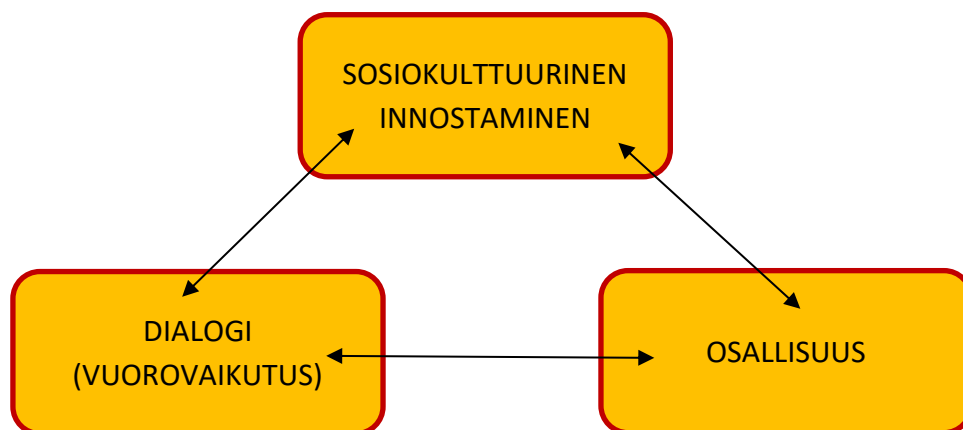 SOSIOKULTTUURINEN
INNOSTAMINEN
DIALOGI
(VUOROVAIKUTUS)
OSALLISUUS